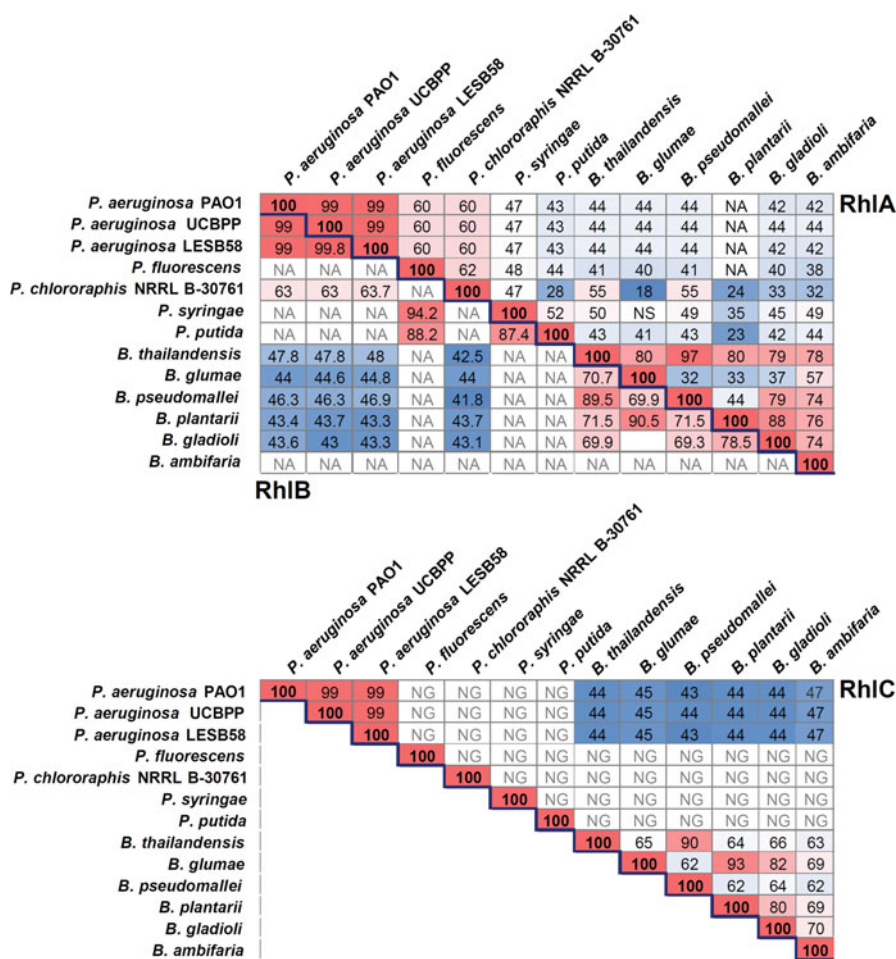 P. aeruginosa PAO1
P. aeruginosa UCBPP
P. aeruginosa LESB58
P. fluorescens
P. chlororaphis NRRL B-30761
P. syringae
P. putida
B. thailandensis
B. glumae
B. pseudomallei
B. plantarii
B. gladioli
B. ambifaria
P. aeruginosa PAO1 100 99 99 60 60 47 43 44 44 44 NA 42 42 RhlA
P. aeruginosa UCBPP 99 100 99 60 60 47 43 44 44 44 NA 44 44
P. aeruginosa LESB58 99 99.8 100 60 60 47 43 44 44 44 NA 42 42
P. fluorescens NA NA NA 100 62 48 44 41 40 41 NA 40 38
P. chlororaphis NRRL B-30761 63 63 63.7 NA 100 47 28 55 18 55 24 33 32
P. syringae NA NA NA 94.2 NA 100 52 50 NS 49 35 45 49
P. putida NA NA NA 88.2 NA 87.4 100 43 41 43 23 42 44
B. thailandensis 47.8 47.8 48 NA 42.5 NA NA 100 80 97 80 79 78
B. glumae 44 44.6 44.8 NA 44 NA NA 70.7 100 32 33 37 57
B. pseudomallei 46.3 46.3 46.9 NA 41.8 NA NA 89.5 69.9 100 44 79 74
B. plantarii 43.4 43.7 43.3 NA 43.7 NA NA 71.5 90.5 71.5 100 88 76
B. gladioli 43.6 43 43.3 NA 43.1 NA NA 69.9 69.3 78.5 100 74
B. ambifaria NA NA NA NA NA NA NA NA NA NA NA NA 100
RhlB
P. aeruginosa PAO1
P. aeruginosa UCBPP
P. aeruginosa LESB58
P. fluorescens
P. chlororaphis NRRL B-30761
P. syringae
P. putida
B. thailandensis
B. glumae
B. pseudomallei
B. plantarii
B. gladioli
B. ambifaria
P. aeruginosa PAO1 100 99 99 NG NG NG NG 44 45 43 44 44 47 RhlC
P. aeruginosa UCBPP 100 99 NG NG NG NG 44 45 44 44 44 47
P. aeruginosa LESB58 100 NG NG NG NG 44 45 43 44 44 47
P. fluorescens 100 NG NG NG NG NG NG NG NG NG
P. chlororaphis NRRL B-30761 100 NG NG NG NG NG NG NG NG
P. syringae 100 NG NG NG NG NG NG NG
P. putida 100 NG NG NG NG NG NG
B. thailandensis 100 65 90 64 66 63
B. glumae 100 62 93 82 69
B. pseudomallei 100 62 64 62
B. plantarii 100 80 69
B. gladioli 100 70
B. ambifaria 100